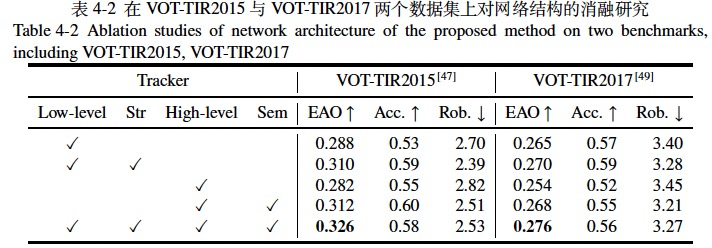 表 4-2 在 VOT-TIR2015 与 VOT-TIR2017 两个数据集上对网络结构的消融研究
Table 4-2 Ablation studies of network architecture of the proposed method on two benchmarks,
including VOT-TIR2015, VOT-TIR2017
Tracker VOT-TIR2015[47] VOT-TIR2017[49]
Low-level Str High-level Sem EAO ↑ Acc. ↑ Rob. ↓ EAO ↑ Acc. ↑ Rob. ↓
✓ 0.288 0.53 2.70 0.265 0.57 3.40
✓ ✓ 0.310 0.59 2.39 0.270 0.59 3.28
✓ 0.282 0.55 2.82 0.254 0.52 3.45
✓ ✓ 0.312 0.60 2.51 0.268 0.55 3.21
✓ ✓ ✓ ✓ 0.326 0.58 2.53 0.276 0.56 3.27